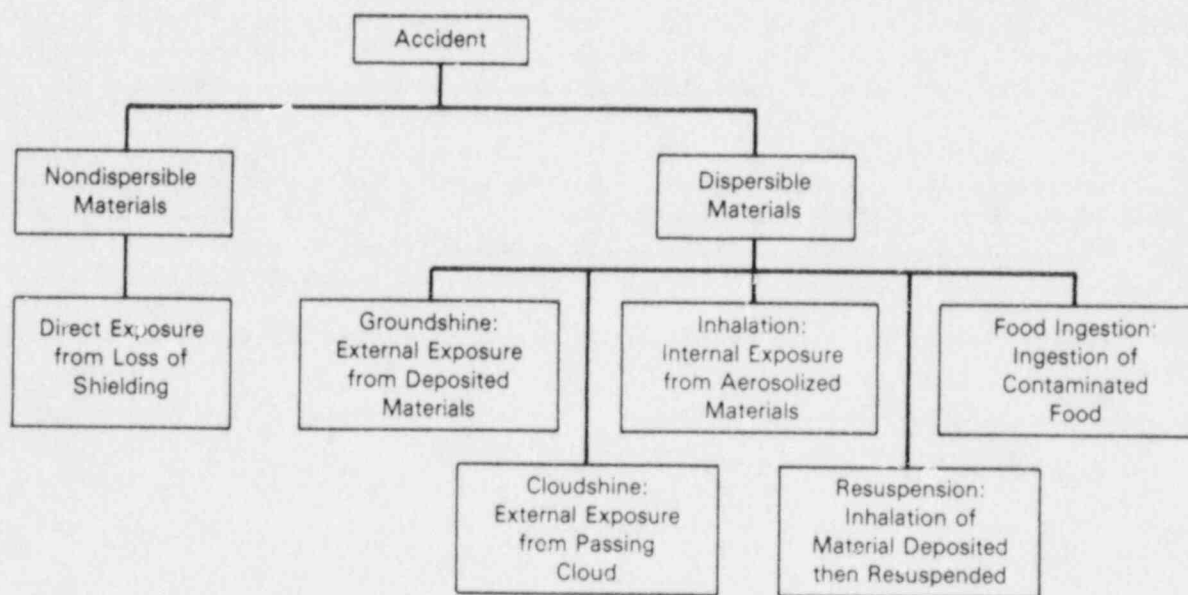 Accident
Nondispersible
Materials
Dispersible
Materials
Direct Exposure
from Loss of
Shielding
Groundshine:
External Exposure
from Deposited
Materials
Inhalation:
Internal Exposure
from Aerosolized
Materials
Food Ingestion:
Ingestion of
Contaminated
Food
Cloudshine:
External Exposure
from Passing
Cloud
Resuspension:
Inhalation of
Material Deposited
then Resuspended